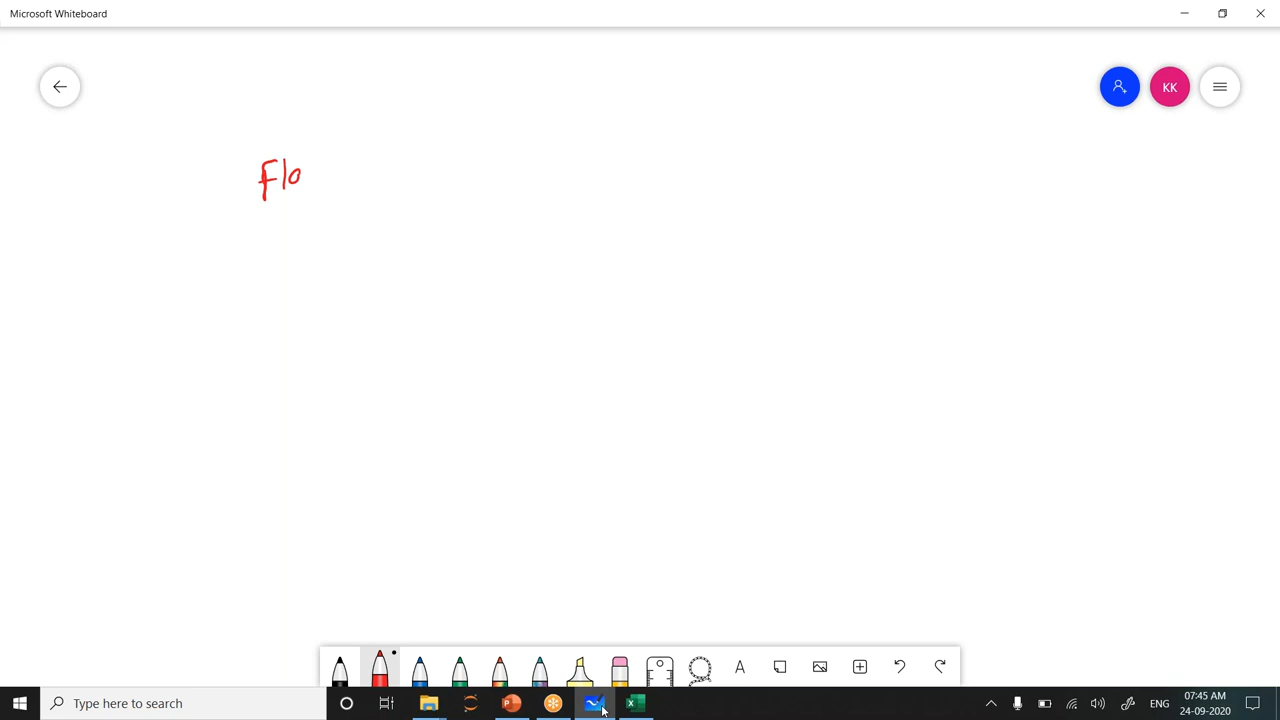 Microsoft Whiteboard
KK
Flo
A
Type here to search
ENG
07:45 AM
24-09-2020